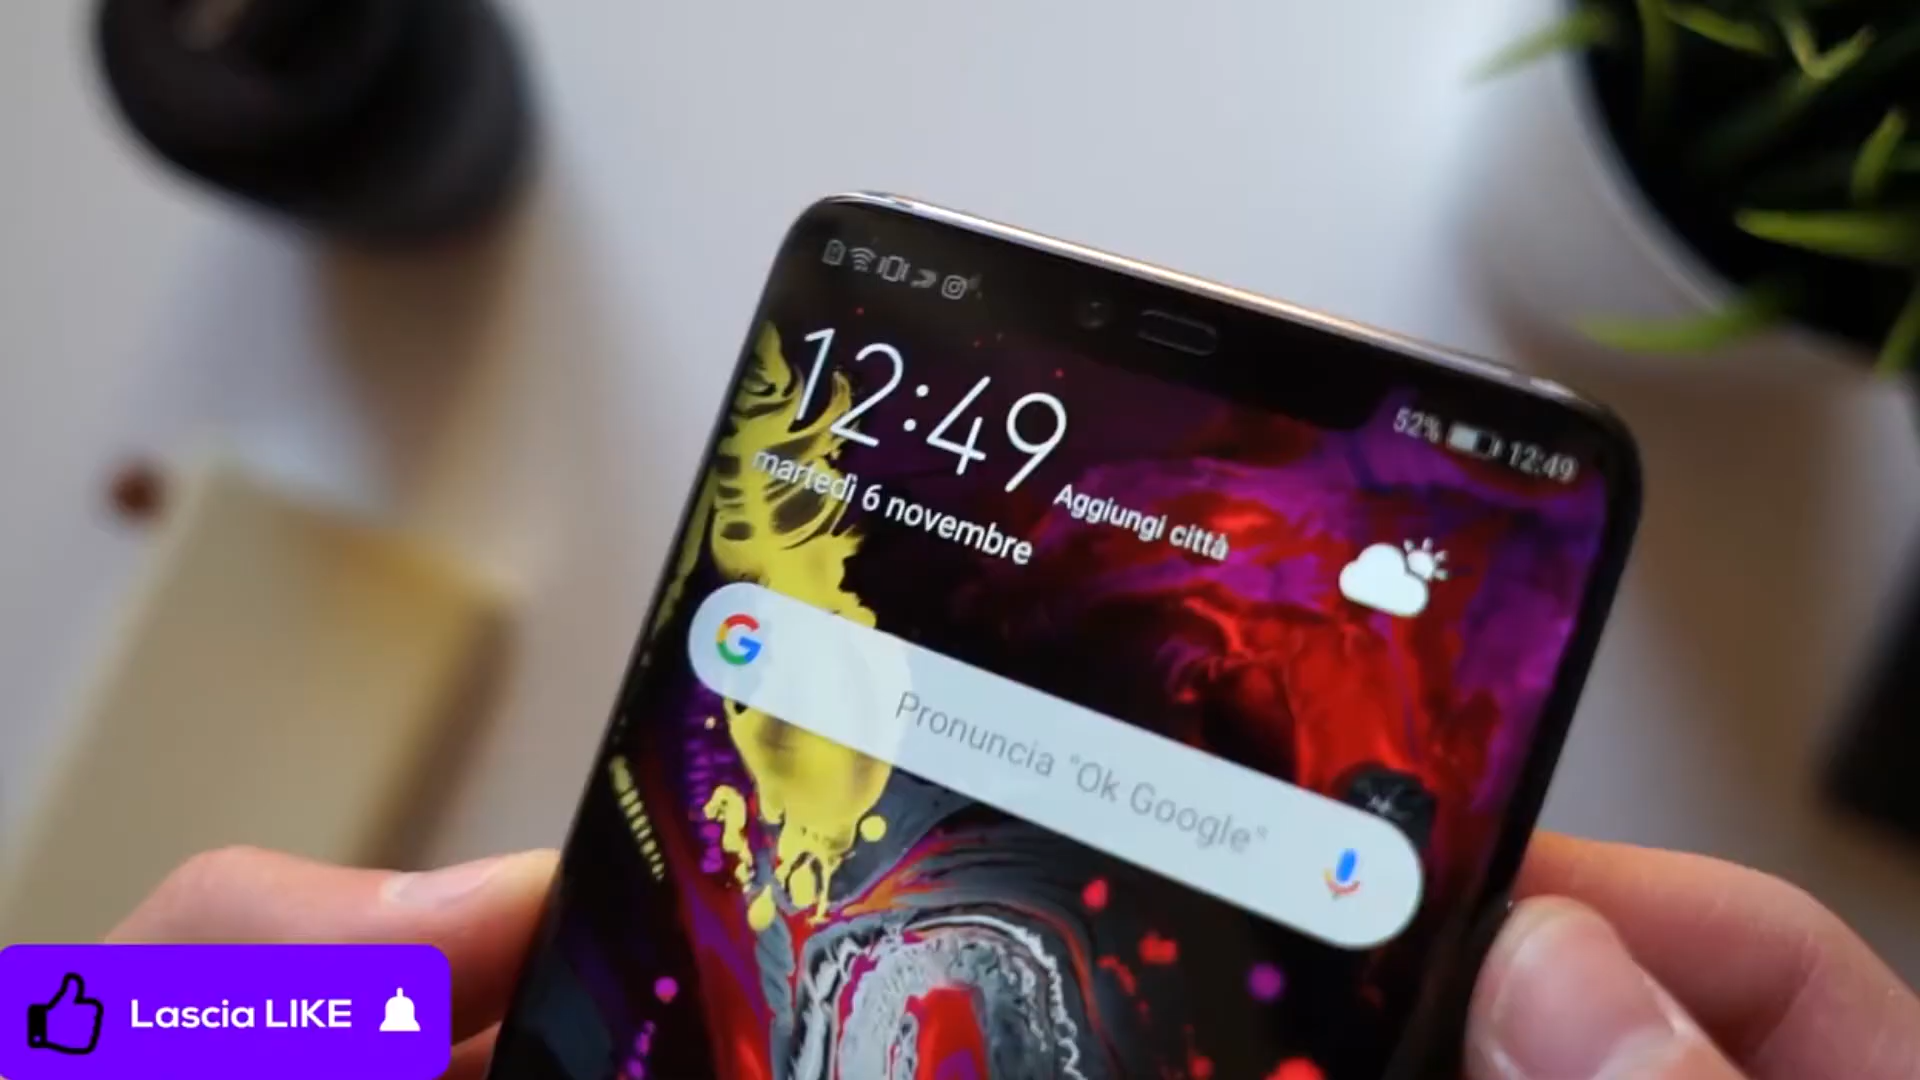 52% 12:49
12:49
martedì 6 novembre
Aggiungi città
G
Pronuncia "Ok Google"
Lascia LIKE